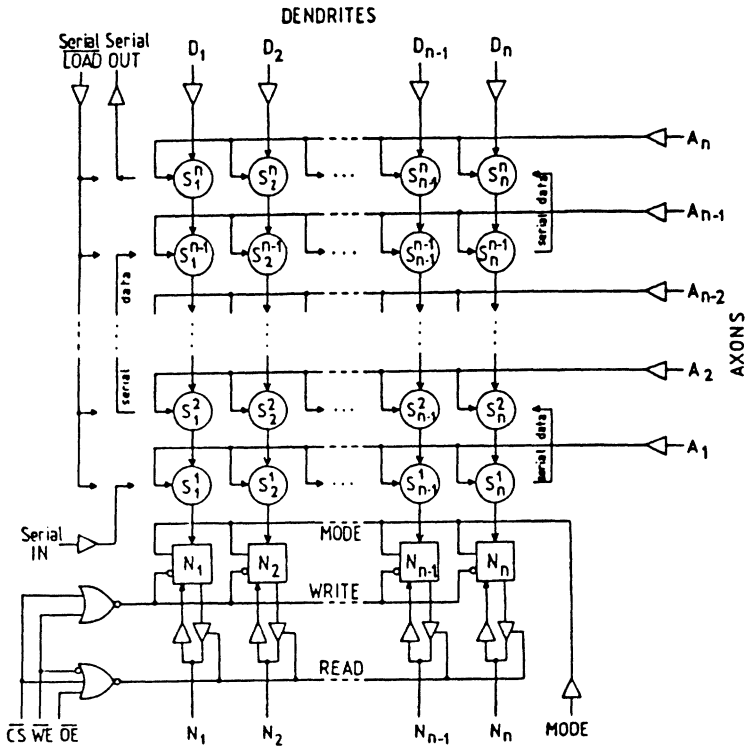 DENDRITES
Serial Serial
LOAD OUT
D₁ D₂ Dₙ₋₁ Dₙ
Aₙ
S₁ⁿ S₂ⁿ ... Sₙ₋₁ⁿ Sₙⁿ
serial data
Aₙ₋₁
S₁ⁿ⁻¹ S₂ⁿ⁻¹ ... Sₙ₋₁ⁿ⁻¹ Sₙⁿ⁻¹
serial data
Aₙ₋₂
AXONS
A₂
S₁² S₂² ... Sₙ₋₁² Sₙ²
serial data
A₁
S₁¹ S₂¹ ... Sₙ₋₁¹ Sₙ¹
Serial
IN
MODE
N₁ N₂ Nₙ₋₁ Nₙ
WRITE
READ
CS WE OE
N₁ N₂ Nₙ₋₁ Nₙ
MODE